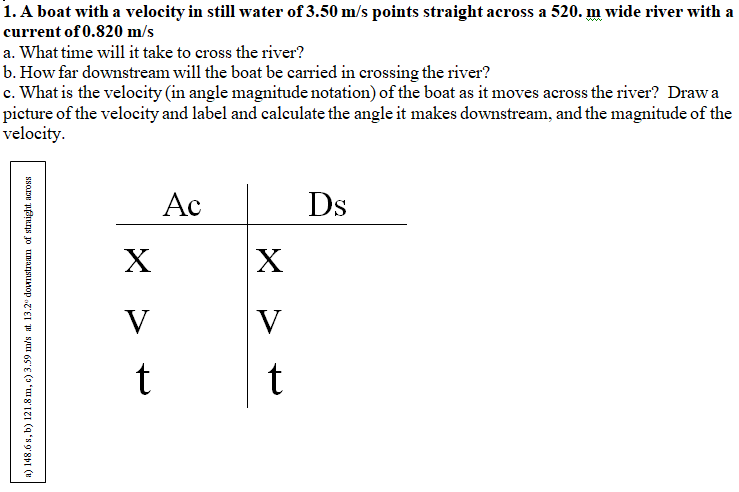 1. A boat with a velocity in still water of 3.50 m/s points straight across a 520. m wide river with a
current of 0.820 m/s
a. What time will it take to cross the river?
b. How far downstream will the boat be carried in crossing the river?
c. What is the velocity (in angle magnitude notation) of the boat as it moves across the river? Draw a
picture of the velocity and label and calculate the angle it makes downstream, and the magnitude of the
velocity.
a) 148.6 s, b) 121.8 m, c) 3.59 m/s at 13.2° downstream of straight across
Ac Ds
X X
V V
t t